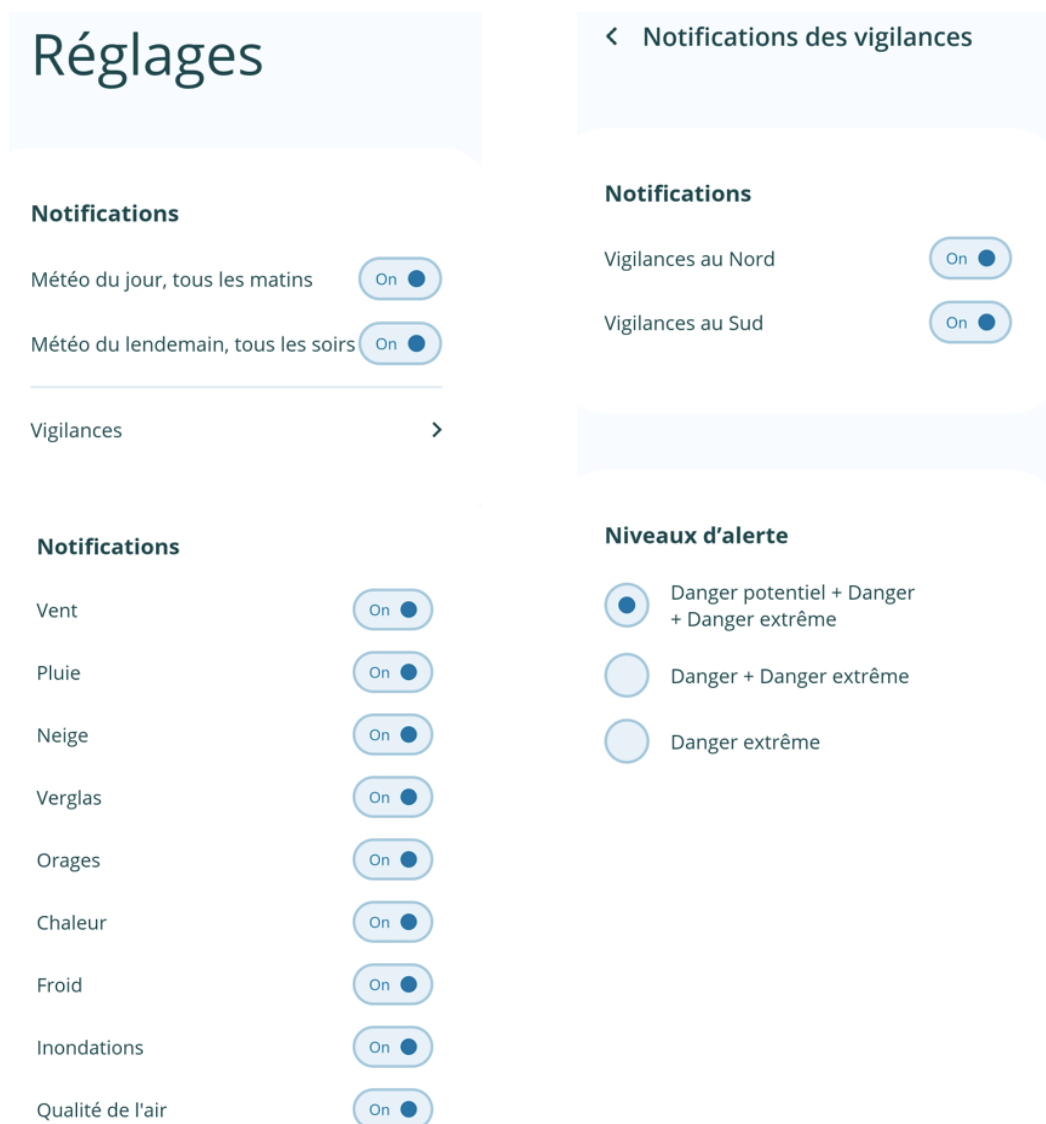 Réglages
Notifications
Météo du jour, tous les matins On
Météo du lendemain, tous les soirs On
Vigilances
Notifications
Vent On
Pluie On
Neige On
Verglas On
Orages On
Chaleur On
Froid On
Inondations On
Qualité de l'air On
Notifications des vigilances
Notifications
Vigilances au Nord On
Vigilances au Sud On
Niveaux d’alerte
Danger potentiel + Danger
+ Danger extrême
Danger + Danger extrême
Danger extrême